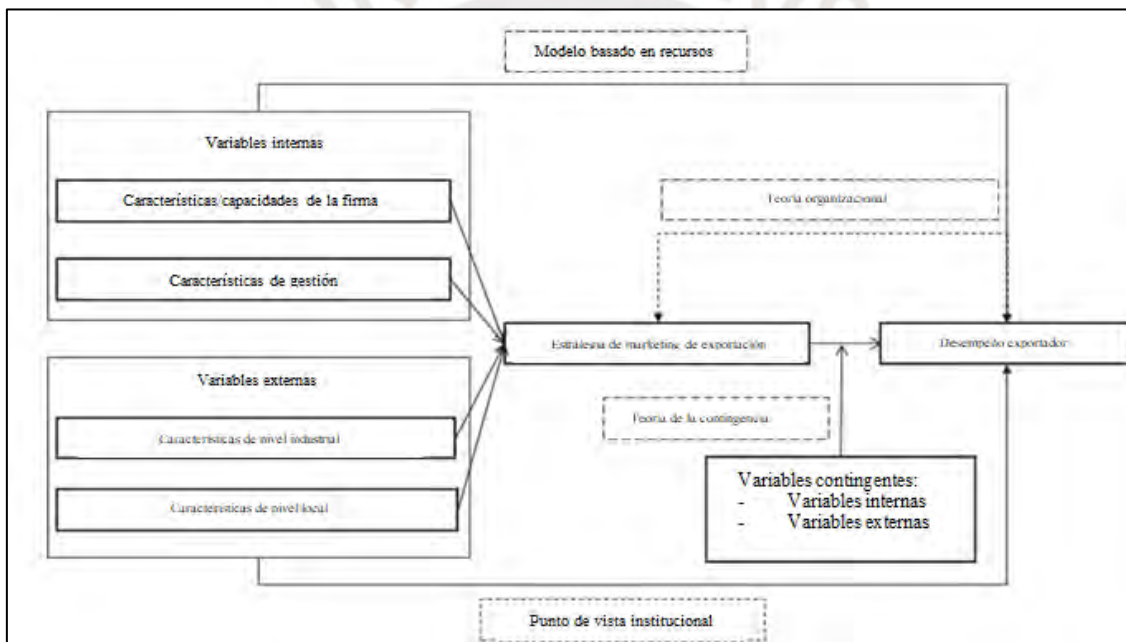 Modelo basado en recursos
Variables internas
Características/capacidades de la firma
Características de gestión
Teoría organizacional
Estrategia de marketing de exportación
Desempeño exportador
Variables externas
Características de nivel industrial
Características de nivel local
Teoría de la contingencia
Variables contingentes:
- Variables internas
- Variables externas
Punto de vista institucional